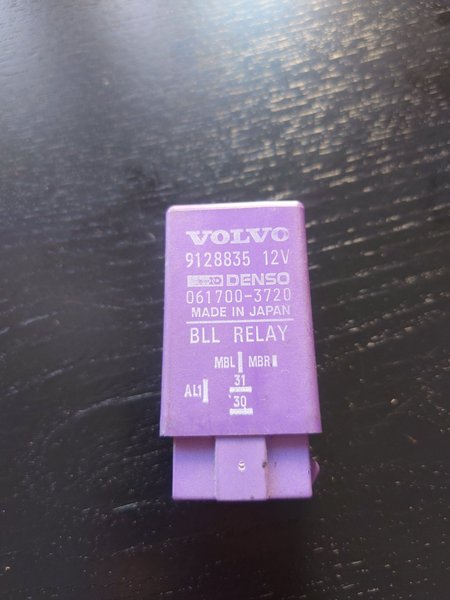 VOLVO
9128835 12V
DENSO
061700-3720
MADE IN JAPAN
BLL RELAY
MBL MBR
31
AL1
30